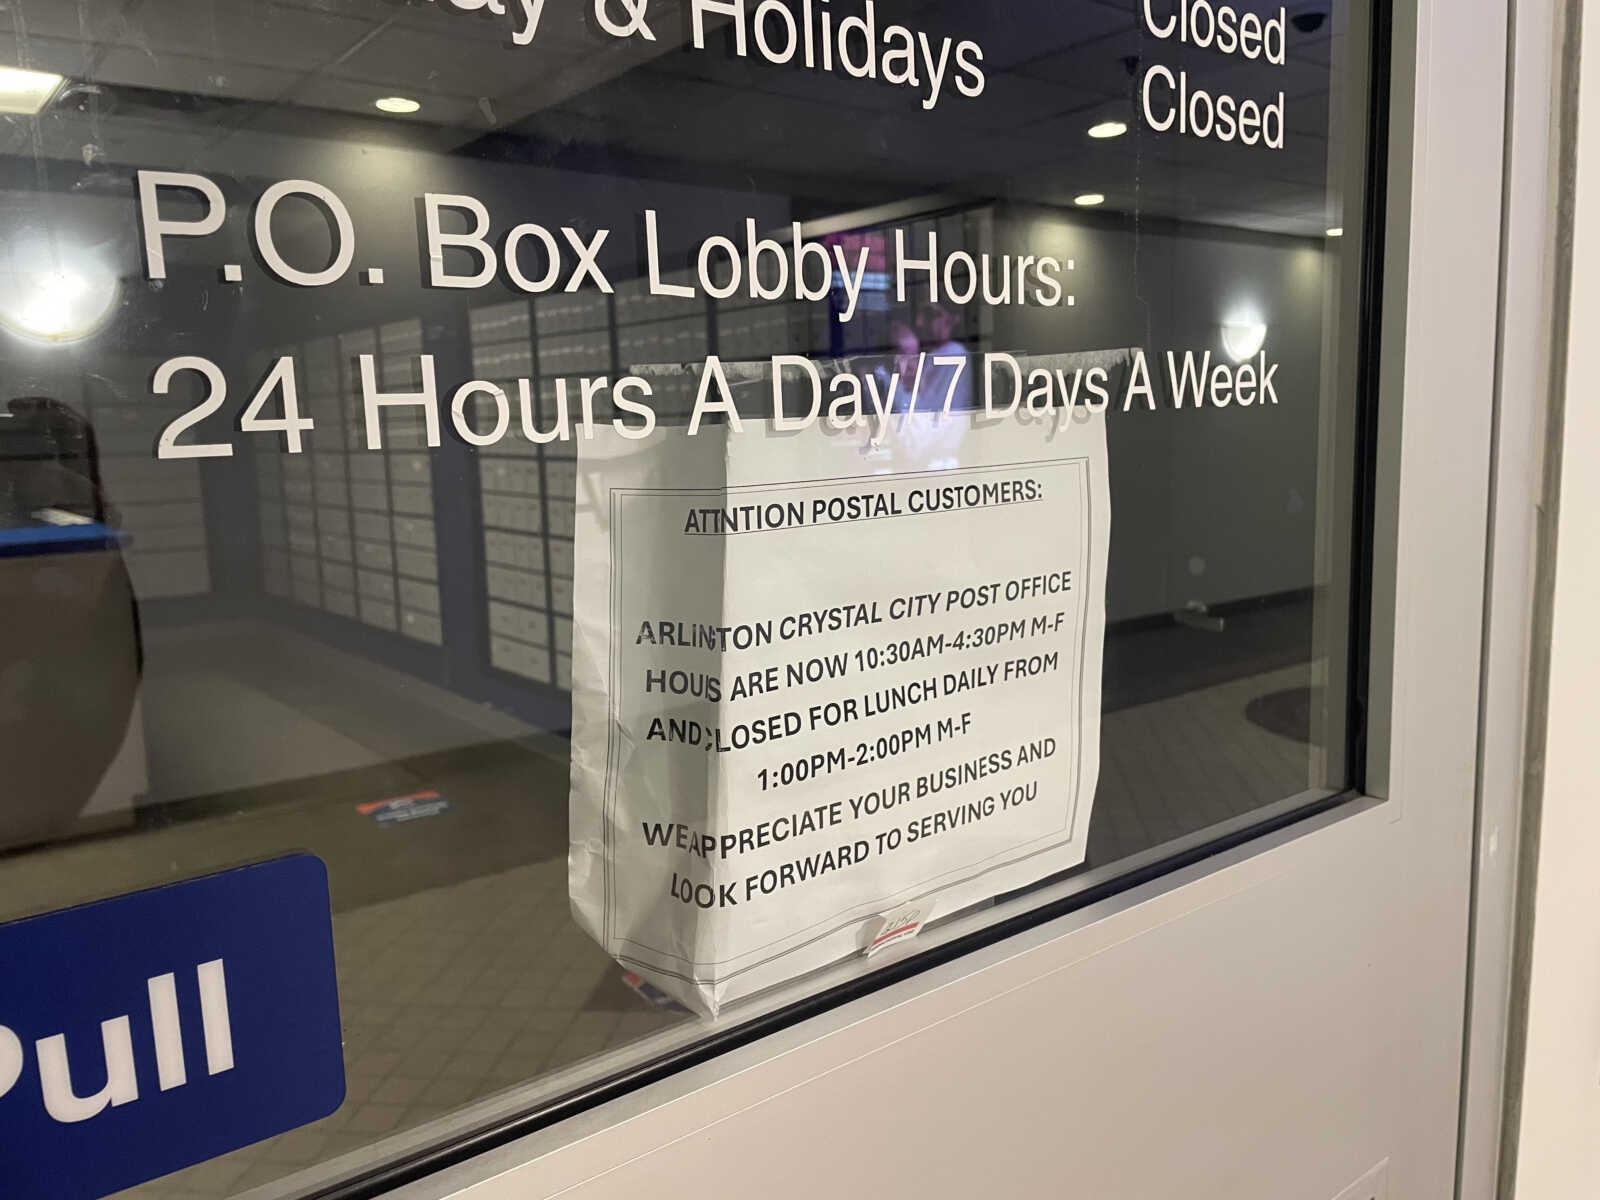 & Holidays Closed
Closed
P.O. Box Lobby Hours:
24 Hours A Day/7 Days A Week
ATTNTION POSTAL CUSTOMERS:
ARLINGTON CRYSTAL CITY POST OFFICE
HOUS ARE NOW 10:30AM-4:30PM M-F
AND CLOSED FOR LUNCH DAILY FROM
1:00PM-2:00PM M-F
WE APPRECIATE YOUR BUSINESS AND
LOOK FORWARD TO SERVING YOU
Pull